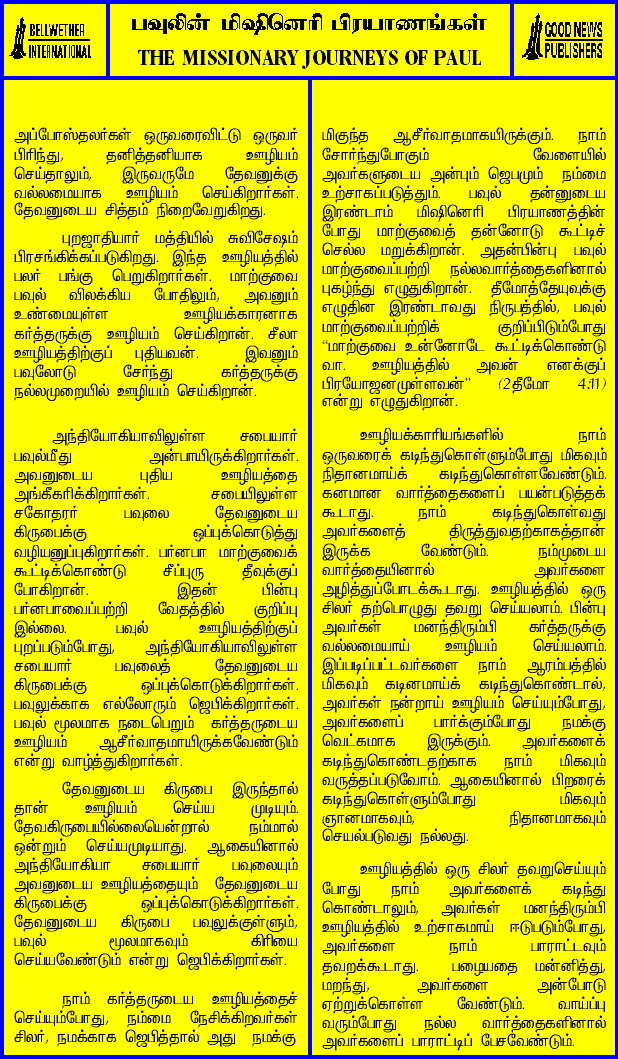 BELLWETHER
INTERNATIONAL
பவுலின் மிஷினெரி பிரயாணங்கள்
THE MISSIONARY JOURNEYS OF PAUL
GOOD NEWS
PUBLISHERS
அப்போஸ்தலர்கள் ஒருவரைவிட்டு ஒருவர்
பிரிந்து, தனித்தனியாக ஊழியம்
செய்தாலும், இருவருமே தேவனுக்கு
வல்லமையாக ஊழியம் செய்கிறார்கள்.
தேவனுடைய சித்தம் நிறைவேறுகிறது.
புறஜாதியார் மத்தியில் சுவிசேஷம்
பிரசங்கிக்கப்படுகிறது. இந்த ஊழியத்தில்
பலர் பங்கு பெறுகிறார்கள். மாற்குவை
பவுல் விலக்கிய போதிலும், அவனும்
உண்மையுள்ள ஊழியக்காரனாக
கர்த்தருக்கு ஊழியம் செய்கிறான். சீலா
ஊழியத்திற்குப் புதியவன். இவனும்
பவுலோடு சேர்ந்து கர்த்தருக்கு
நல்லமுறையில் ஊழியம் செய்கிறான்.
அந்தியோகியாவிலுள்ள சபையார்
பவுல்மீது அன்பாயிருக்கிறார்கள்.
அவனுடைய புதிய ஊழியத்தை
அங்கீகரிக்கிறார்கள். சபையிலுள்ள
சகோதரர் பவுலை தேவனுடைய
கிருபைக்கு ஒப்புக்கொடுத்து
வழியனுப்புகிறார்கள். பர்னபா மாற்குவைக்
கூட்டிக்கொண்டு சீப்புரு தீவுக்குப்
போகிறான். இதன் பின்பு
பர்னபாவைப்பற்றி வேதத்தில் குறிப்பு
இல்லை. பவுல் ஊழியத்திற்குப்
புறப்படும்போது, அந்தியோகியாவிலுள்ள
சபையார் பவுலைத் தேவனுடைய
கிருபைக்கு ஒப்புக்கொடுக்கிறார்கள்.
பவுலுக்காக எல்லோரும் ஜெபிக்கிறார்கள்.
பவுல் மூலமாக நடைபெறும் கர்த்தருடைய
ஊழியம் ஆசீர்வாதமாயிருக்கவேண்டும்
என்று வாழ்த்துகிறார்கள்.
தேவனுடைய கிருபை இருந்தால்
தான் ஊழியம் செய்ய முடியும்.
தேவகிருபையில்லையென்றால் நம்மால்
ஒன்றும் செய்யமுடியாது. ஆகையினால்
அந்தியோகியா சபையார் பவுலையும்
அவனுடைய ஊழியத்தையும் தேவனுடைய
கிருபைக்கு ஒப்புக்கொடுக்கிறார்கள்.
தேவனுடைய கிருபை பவுலுக்குள்ளும்,
பவுல் மூலமாகவும் கிரியை
செய்யவேண்டும் என்று ஜெபிக்கிறார்கள்.
நாம் கர்த்தருடைய ஊழியத்தைச்
செய்யும்போது, நம்மை நேசிக்கிறவர்கள்
சிலர், நமக்காக ஜெபித்தால் அது நமக்கு
மிகுந்த ஆசீர்வாதமாகயிருக்கும். நாம்
சோர்ந்துபோகும் வேளையில்
அவர்களுடைய அன்பும் ஜெபமும் நம்மை
உற்சாகப்படுத்தும். பவுல் தன்னுடைய
இரண்டாம் மிஷினெரி பிரயாணத்தின்
போது மாற்குவைத் தன்னோடு கூட்டிச்
செல்ல மறுக்கிறான். அதன்பின்பு பவுல்
மாற்குவைப்பற்றி நல்லவார்த்தைகளினால்
புகழ்ந்து எழுதுகிறான். தீமோத்தேயுவுக்கு
எழுதின இரண்டாவது நிருபத்தில், பவுல்
மாற்குவைப்பற்றிக் குறிப்பிடும்போது
“மாற்குவை உன்னோடே கூட்டிக்கொண்டு
வா. ஊழியத்தில் அவன் எனக்குப்
பிரயோஜனமுள்ளவன்” (2தீமோ 4:11)
என்று எழுதுகிறான்.
ஊழியக்காரியங்களில் நாம்
ஒருவரைக் கடிந்துகொள்ளும்போது மிகவும்
நிதானமாய்க் கடிந்துகொள்ளவேண்டும்.
கனமான வார்த்தைகளைப் பயன்படுத்தக்
கூடாது. நாம் கடிந்துகொள்வது
அவர்களைத் திருத்துவதற்காகத்தான்
இருக்க வேண்டும். நம்முடைய
வார்த்தையினால் அவர்களை
அழித்துப்போடக்கூடாது. ஊழியத்தில் ஒரு
சிலர் தற்பொழுது தவறு செய்யலாம். பின்பு
அவர்கள் மனந்திரும்பி கர்த்தருக்கு
வல்லமையாய் ஊழியம் செய்யலாம்.
இப்படிப்பட்டவர்களை நாம் ஆரம்பத்தில்
மிகவும் கடினமாய்க் கடிந்துகொண்டால்,
அவர்கள் நன்றாய் ஊழியம் செய்யும்போது,
அவர்களைப் பார்க்கும்போது நமக்கு
வெட்கமாக இருக்கும். அவர்களைக்
கடிந்துகொண்டதற்காக நாம் மிகவும்
வருத்தப்படுவோம். ஆகையினால் பிறரைக்
கடிந்துகொள்ளும்போது மிகவும்
ஞானமாகவும், நிதானமாகவும்
செயல்படுவது நல்லது.
ஊழியத்தில் ஒரு சிலர் தவறுசெய்யும்
போது நாம் அவர்களைக் கடிந்து
கொண்டாலும், அவர்கள் மனந்திரும்பி
ஊழியத்தில் உற்சாகமாய் ஈடுபடும்போது,
அவர்களை நாம் பாராட்டவும்
தவறக்கூடாது. பழையதை மன்னித்து,
மறந்து, அவர்களை அன்போடு
ஏற்றுக்கொள்ள வேண்டும். வாய்ப்பு
வரும்போது நல்ல வார்த்தைகளினால்
அவர்களைப் பாராட்டிப் பேசவேண்டும்.